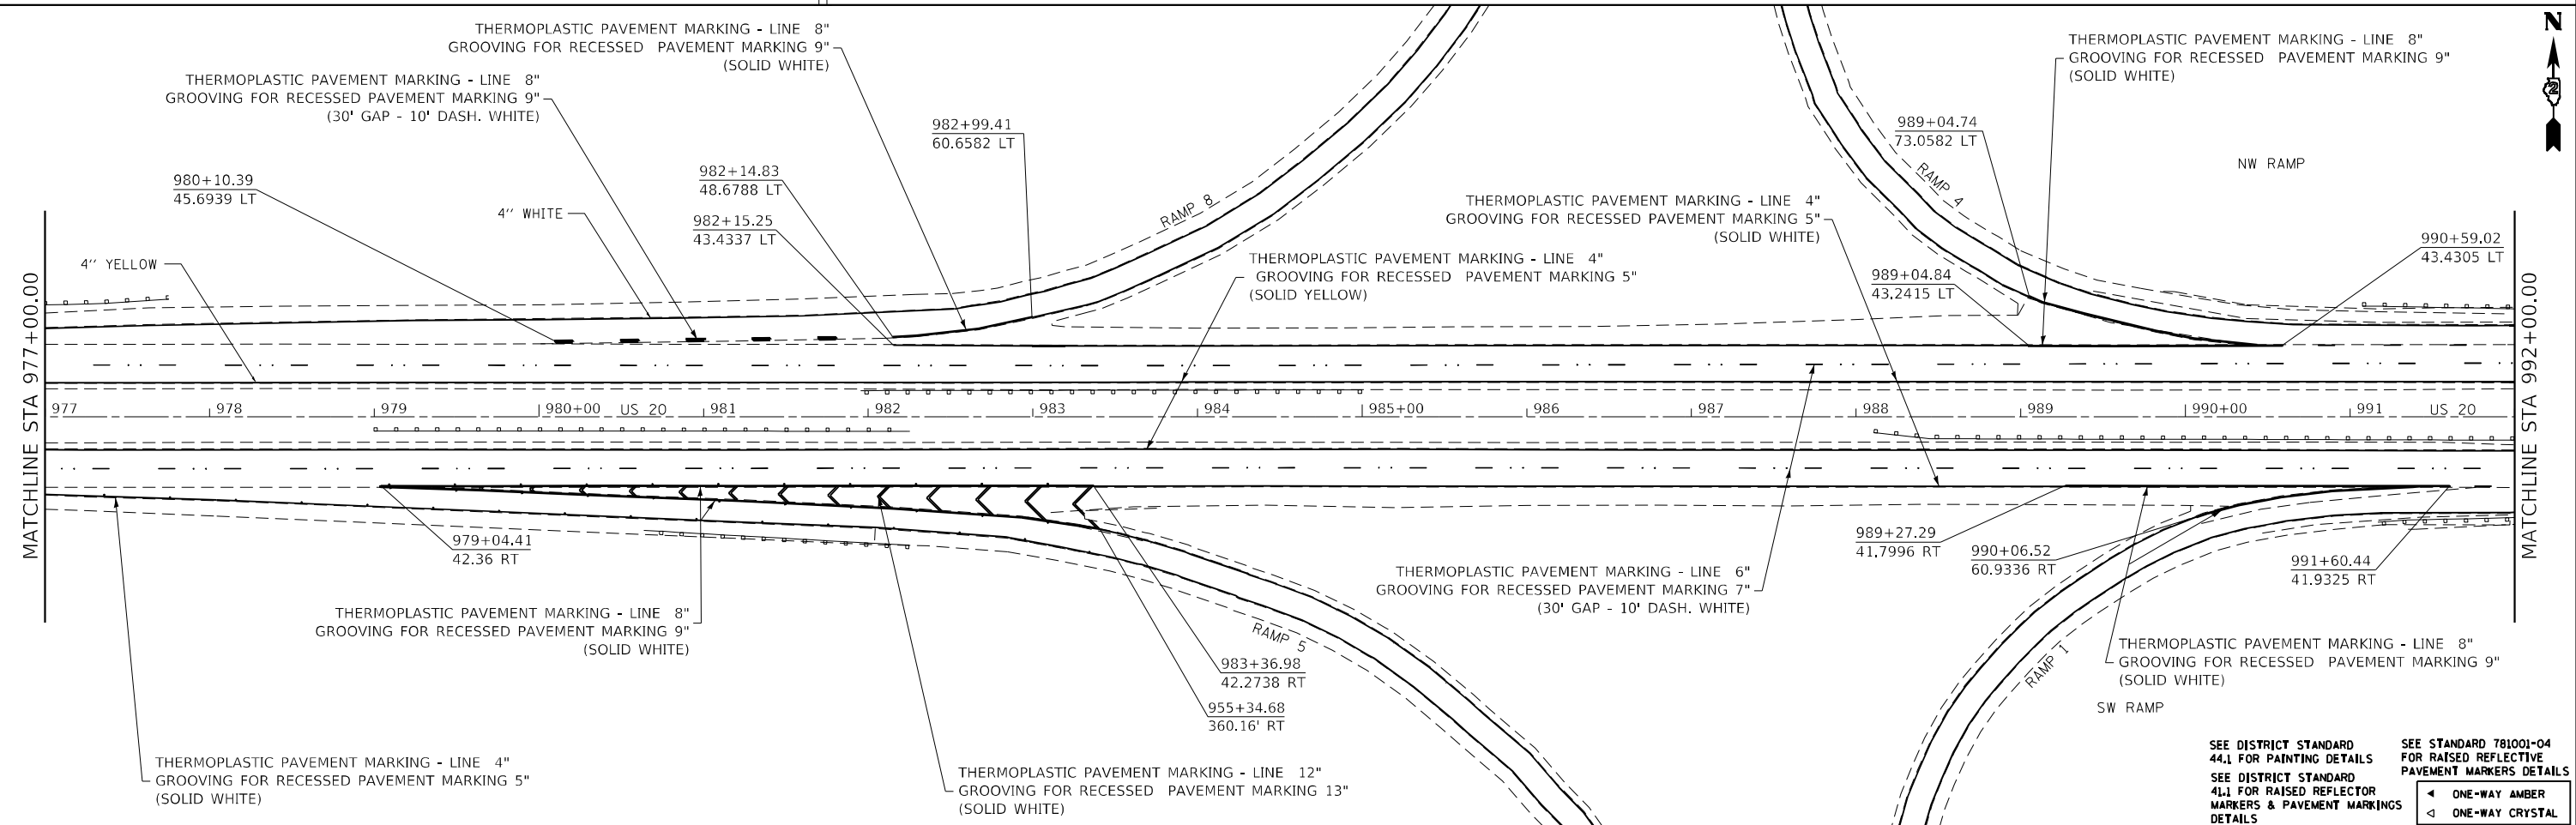 THERMOPLASTIC PAVEMENT MARKING - LINE 8"
GROOVING FOR RECESSED PAVEMENT MARKING 9"
(SOLID WHITE)
THERMOPLASTIC PAVEMENT MARKING - LINE 8"
GROOVING FOR RECESSED PAVEMENT MARKING 9"
(30' GAP - 10' DASH. WHITE)
THERMOPLASTIC PAVEMENT MARKING - LINE 8"
GROOVING FOR RECESSED PAVEMENT MARKING 9"
(SOLID WHITE)
N
2
982+99.41
60.6582 LT
989+04.74
73.0582 LT
NW RAMP
980+10.39
45.6939 LT
982+14.83
48.6788 LT
4" WHITE
982+15.25
43.4337 LT
RAMP 8
RAMP 4
THERMOPLASTIC PAVEMENT MARKING - LINE 4"
GROOVING FOR RECESSED PAVEMENT MARKING 5"
(SOLID WHITE)
990+59.02
43.4305 LT
4" YELLOW
THERMOPLASTIC PAVEMENT MARKING - LINE 4"
GROOVING FOR RECESSED PAVEMENT MARKING 5"
(SOLID YELLOW)
989+04.84
43.2415 LT
MATCHLINE STA 977+00.00
MATCHLINE STA 992+00.00
977 978 979 980+00 US 20 981 982 983 984 985+00 986 987 988 989 990+00 991 US 20
979+04.41
42.36 RT
989+27.29
41.7996 RT
990+06.52
60.9336 RT
991+60.44
41.9325 RT
THERMOPLASTIC PAVEMENT MARKING - LINE 6"
GROOVING FOR RECESSED PAVEMENT MARKING 7"
(30' GAP - 10' DASH. WHITE)
THERMOPLASTIC PAVEMENT MARKING - LINE 8"
GROOVING FOR RECESSED PAVEMENT MARKING 9"
(SOLID WHITE)
RAMP 5
983+36.98
42.2738 RT
955+34.68
360.16' RT
RAMP 1
THERMOPLASTIC PAVEMENT MARKING - LINE 8"
GROOVING FOR RECESSED PAVEMENT MARKING 9"
(SOLID WHITE)
SW RAMP
THERMOPLASTIC PAVEMENT MARKING - LINE 4"
GROOVING FOR RECESSED PAVEMENT MARKING 5"
(SOLID WHITE)
THERMOPLASTIC PAVEMENT MARKING - LINE 12"
GROOVING FOR RECESSED PAVEMENT MARKING 13"
(SOLID WHITE)
SEE DISTRICT STANDARD
44.1 FOR PAINTING DETAILS
SEE DISTRICT STANDARD
41.1 FOR RAISED REFLECTOR
MARKERS & PAVEMENT MARKINGS
DETAILS
SEE STANDARD 781001-04
FOR RAISED REFLECTIVE
PAVEMENT MARKERS DETAILS
ONE-WAY AMBER
ONE-WAY CRYSTAL